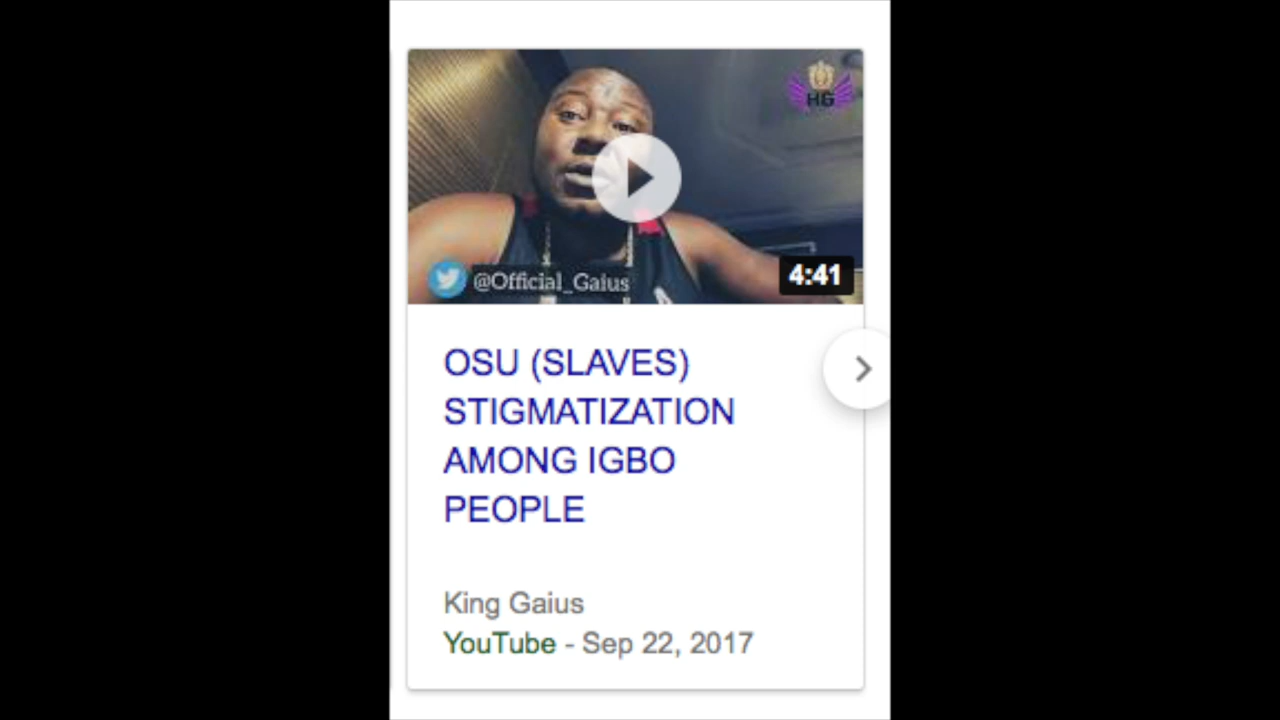 HG
@Official_Gaius
4:41
OSU (SLAVES)
STIGMATIZATION
AMONG IGBO
PEOPLE
King Gaius
YouTube - Sep 22, 2017